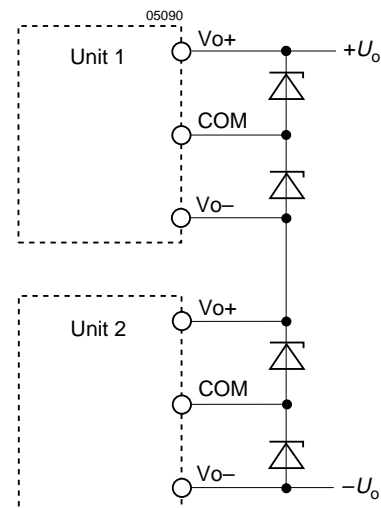 05090
Unit 1
Vo+
+Uo
COM
Vo–
Unit 2
Vo+
COM
Vo–
–Uo